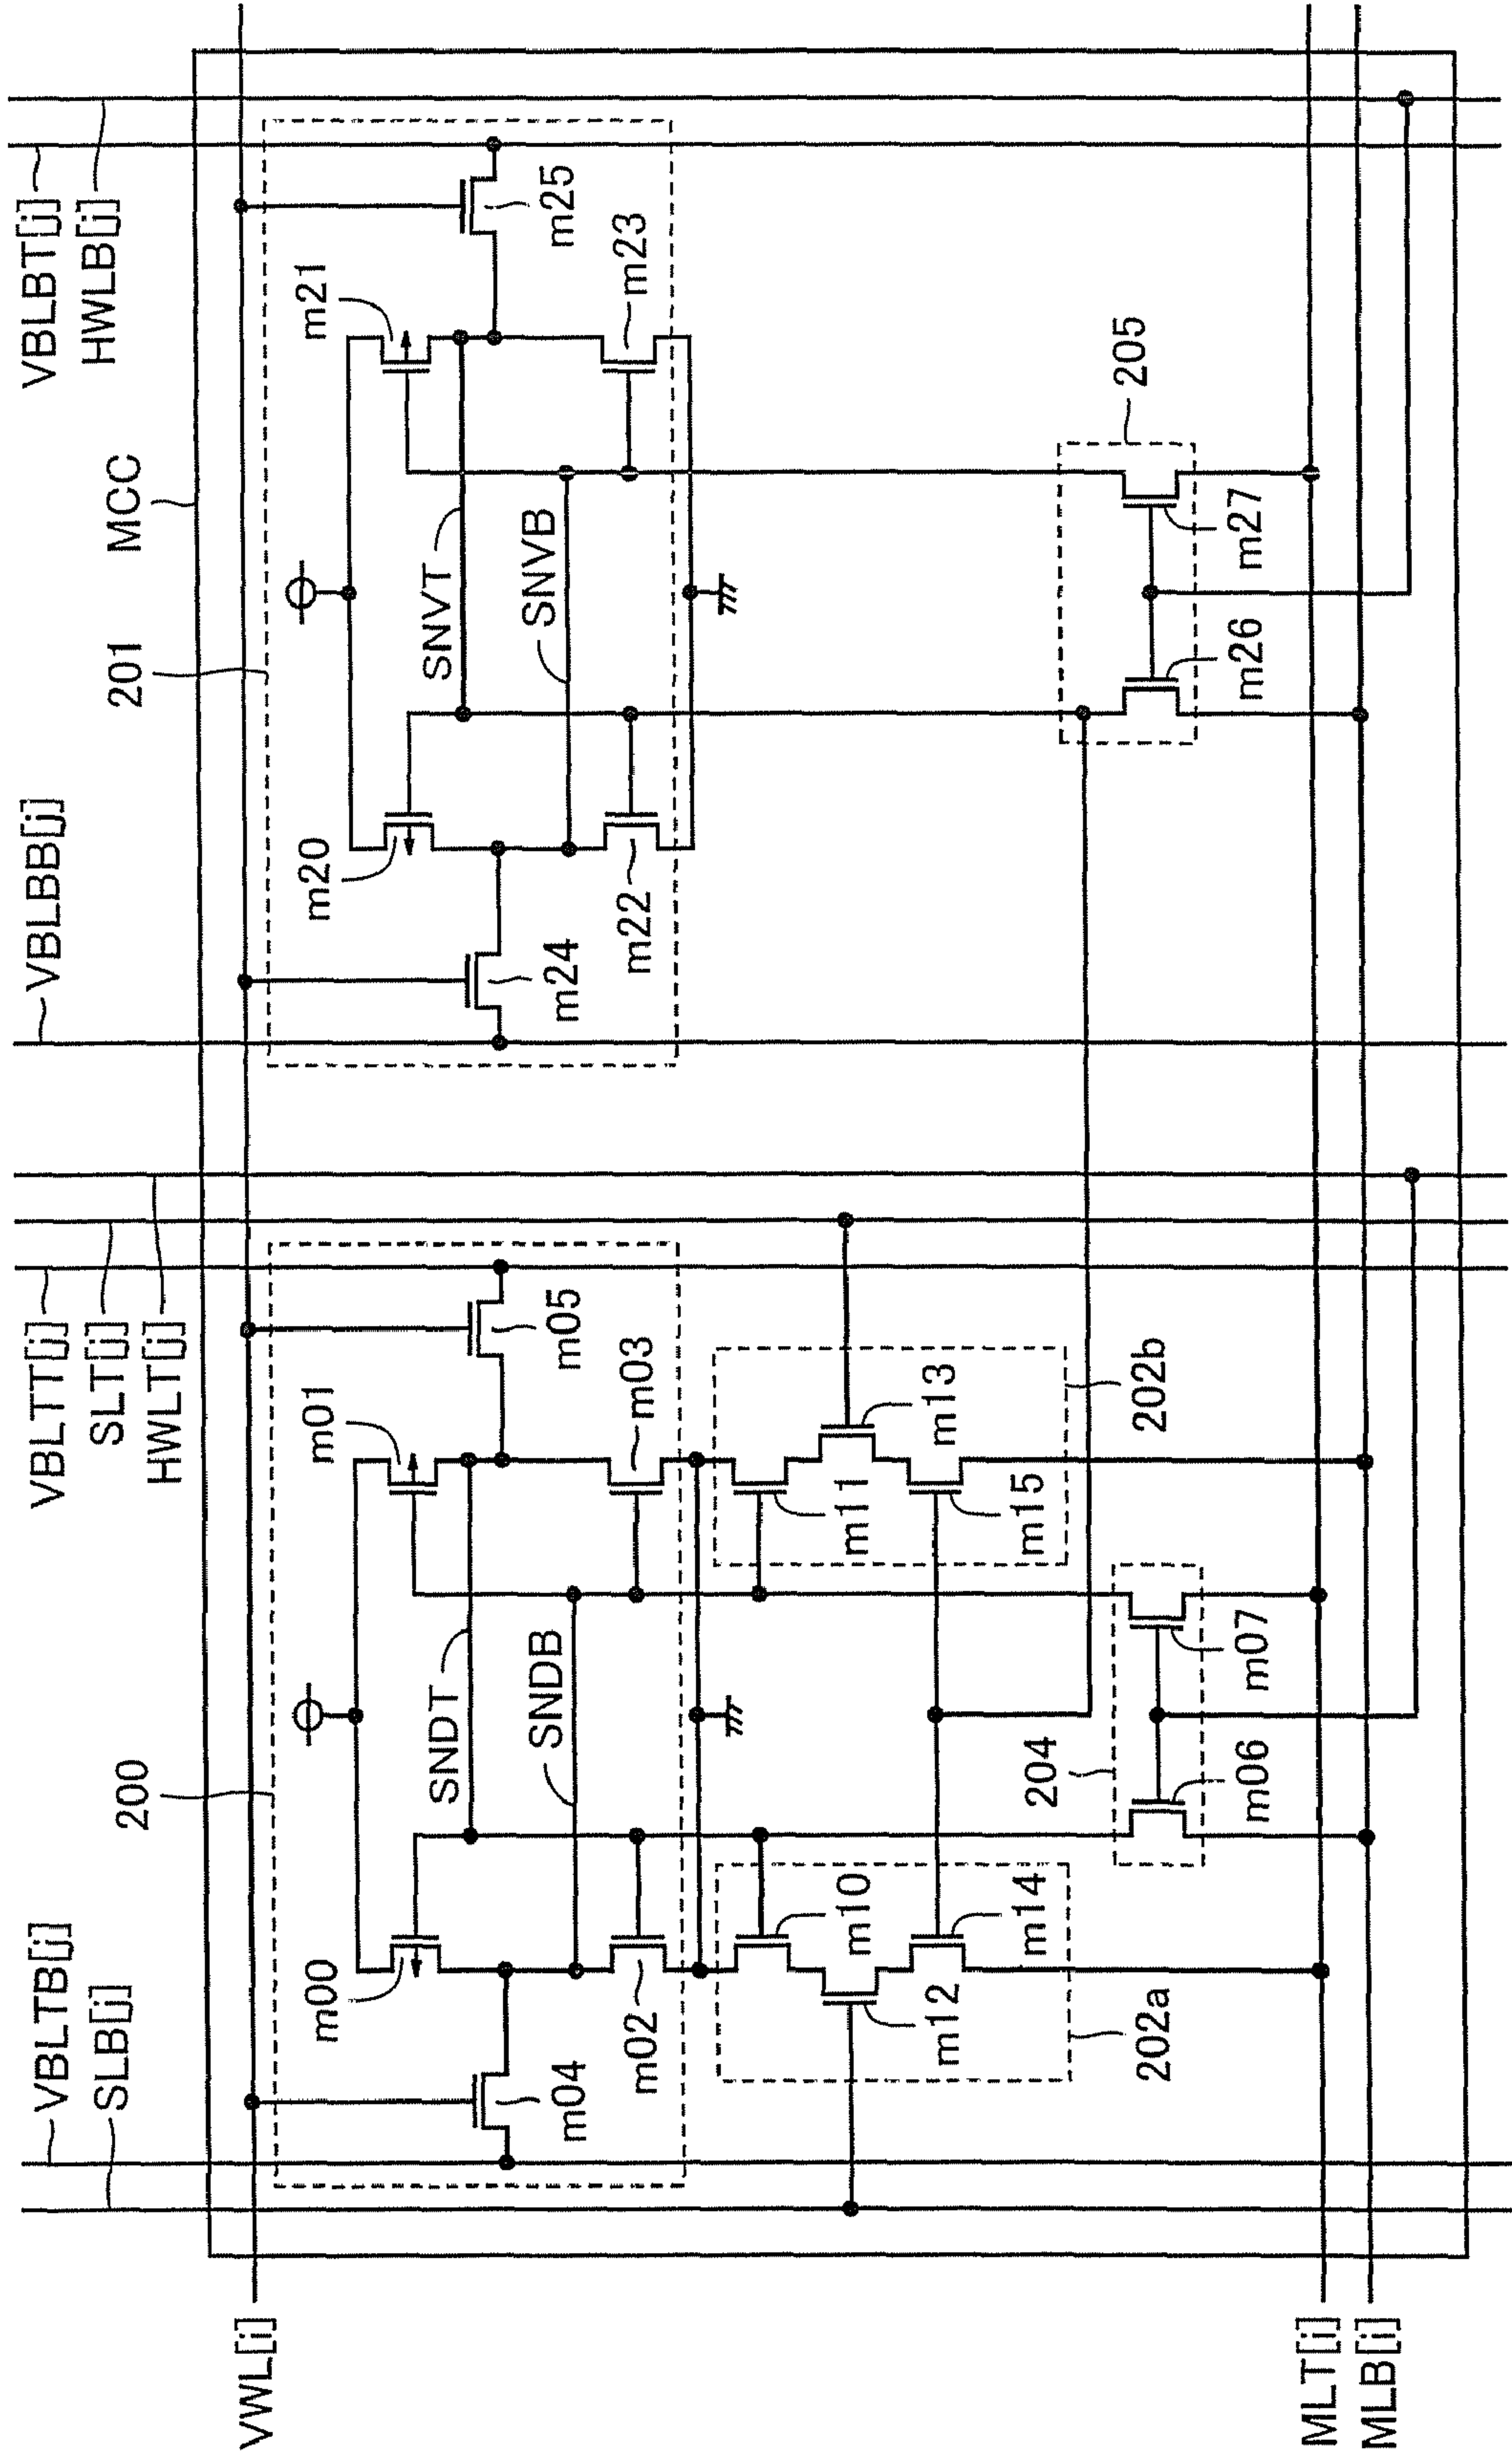 VBLTB[j]
SLB[j]
VBLTT[j]
SLT[j]
HWLT[j]
VBLBB[j]
VBLBT[j]
HWLB[j]
200
201
MCC
VWL[i]
m00
m01
m20
m21
m04
m05
m24
m25
SNDT
SNDB
SNVT
SNVB
m02
m03
m22
m23
m10
m11
m12
m13
m14
m15
202a
202b
204
205
m06
m07
m26
m27
MLT[i]
MLB[i]